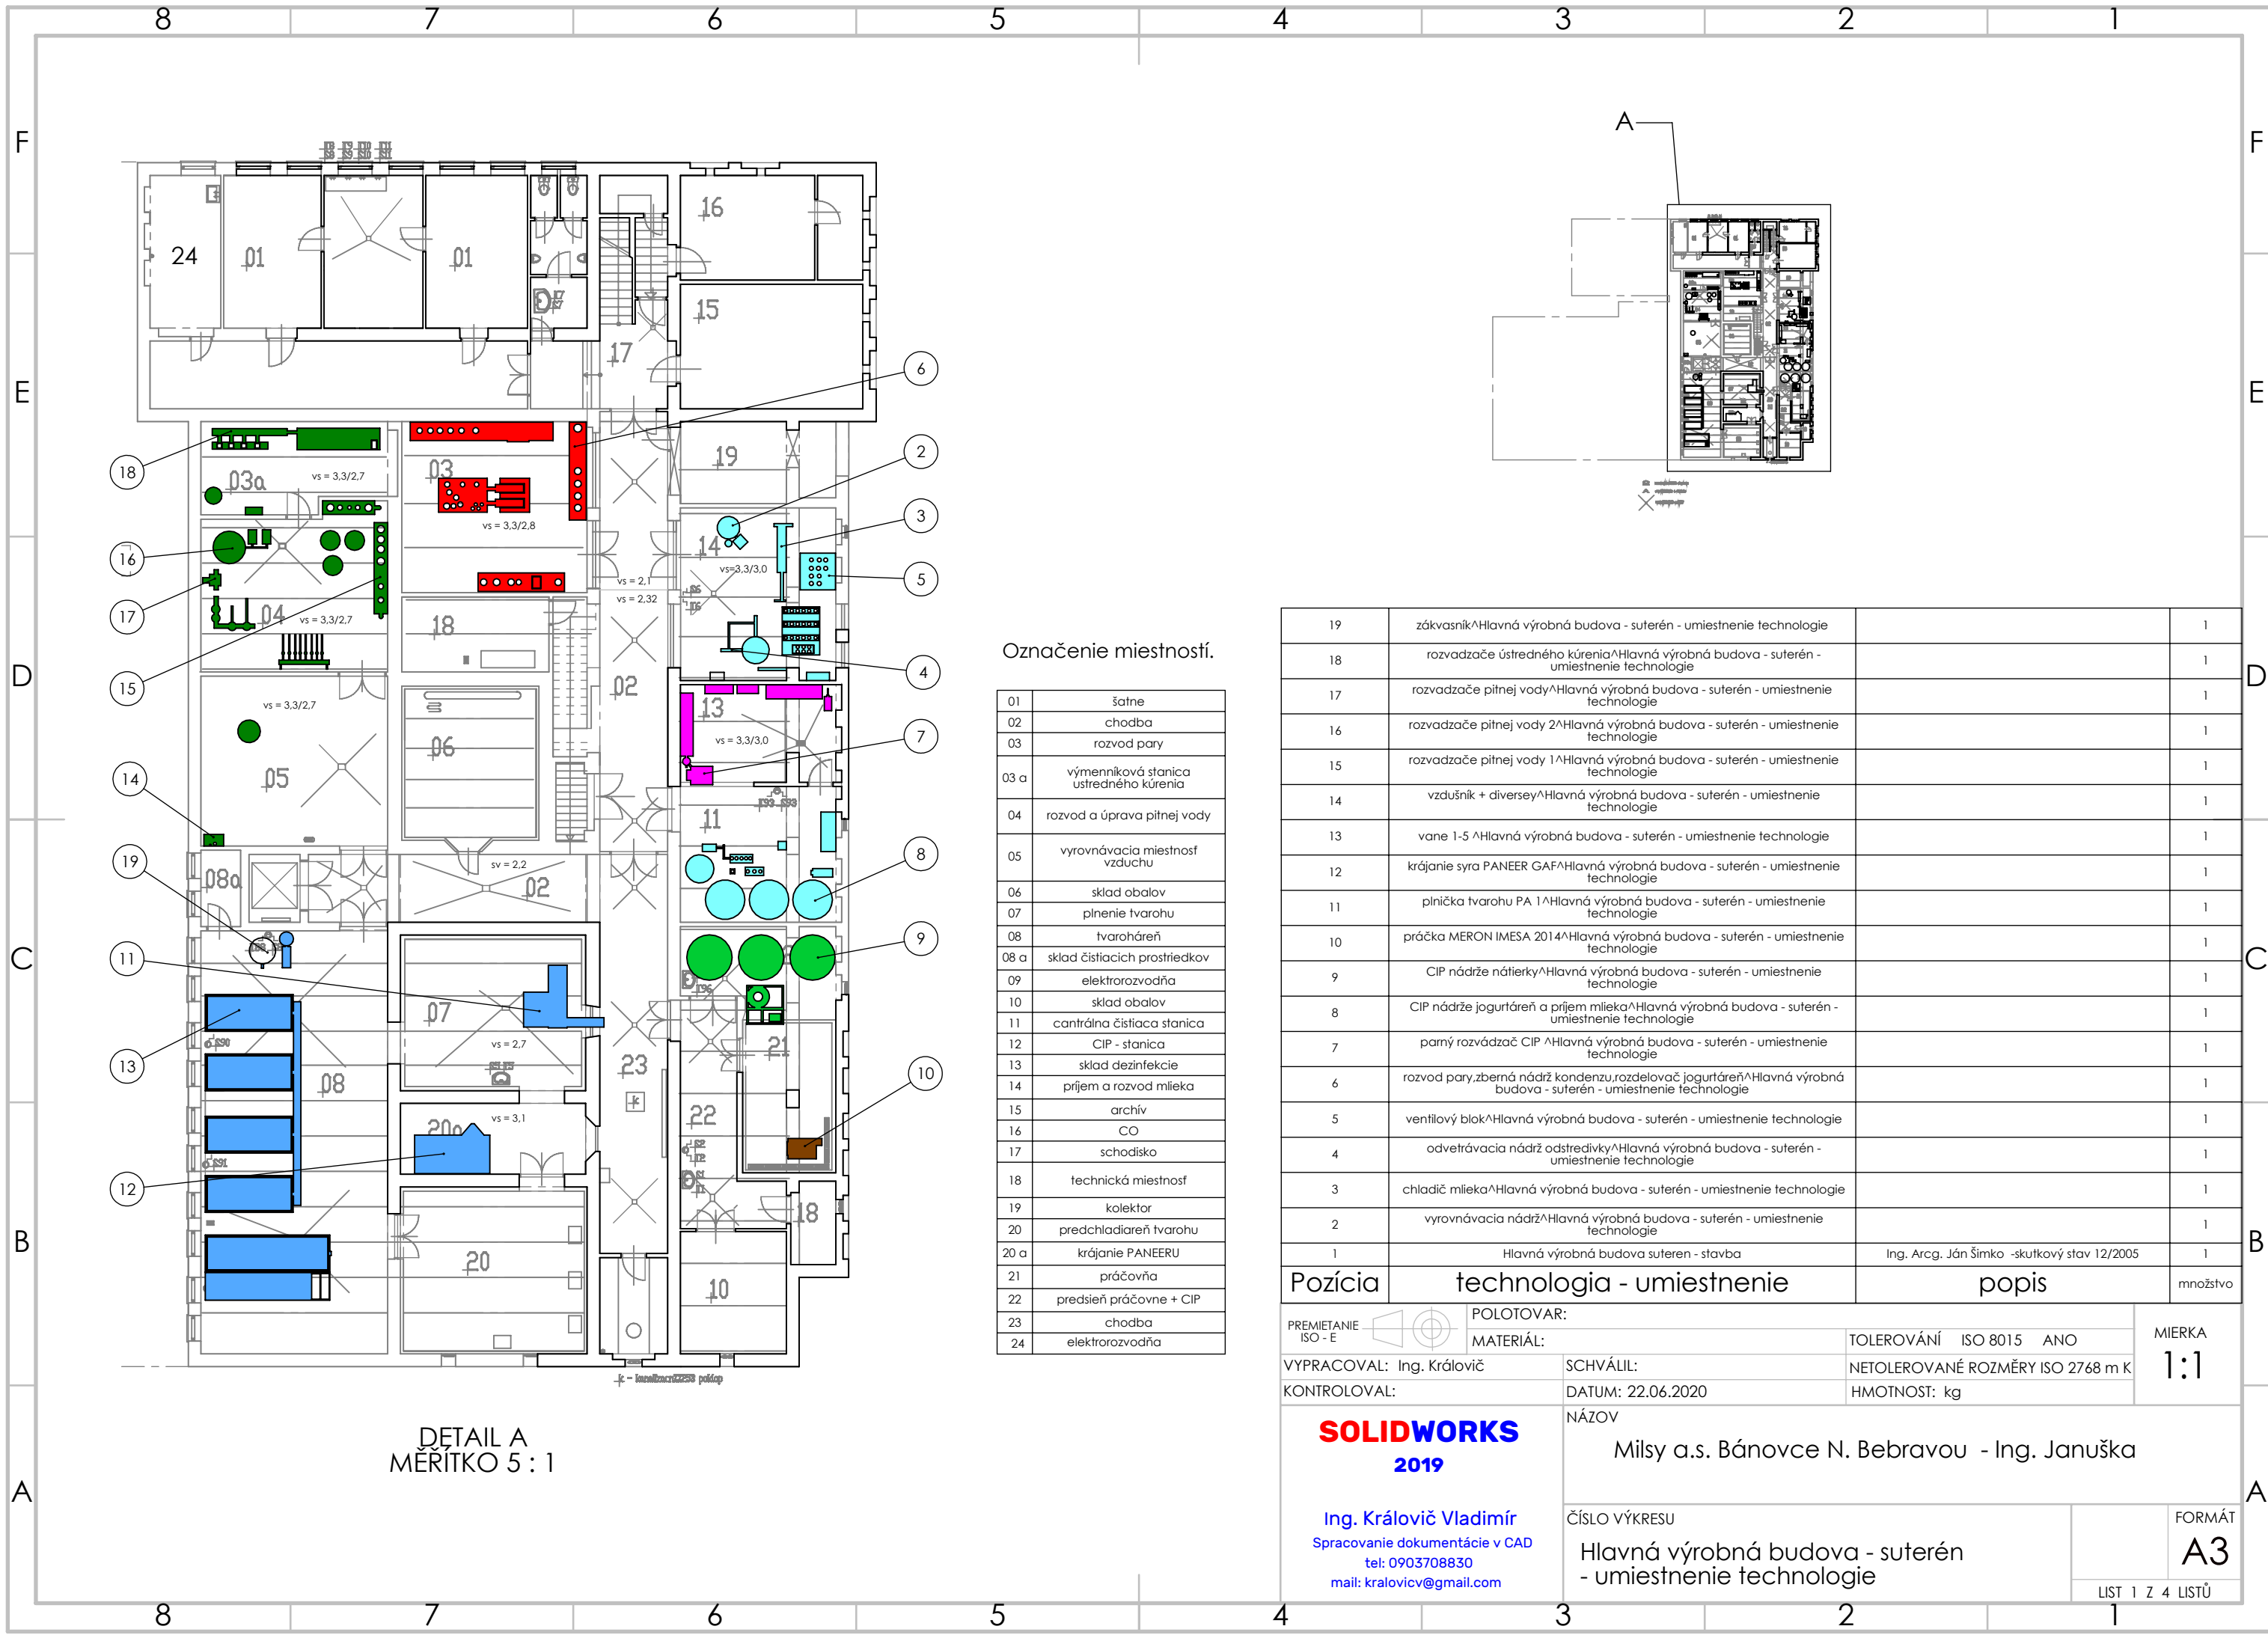 8 7 6 5 4 3 2 1
F
E
D
C
B
A
F
E
D
C
B
A
A
24
01
01
16
15
17
6
2
3
5
4
7
8
9
10
18
16
17
15
14
19
11
13
12
03a
vs = 3,3/2,7
03
vs = 3,3/2,8
19
14
vs=3,3/3,0
vs = 2,1
vs = 2,32
04
vs = 3,3/2,7
18
02
vs = 3,3/2,7
05
06
13
vs = 3,3/3,0
11
08a
sv = 2,2
02
07
vs = 2,7
08
23
21
20a
vs = 3,1
22
18
20
10
DETAIL A
MĚŘÍTKO 5 : 1
Označenie miestností.
01 šatne
02 chodba
03 rozvod pary
03 a výmenníková stanica ustredného kúrenia
04 rozvod a úprava pitnej vody
05 vyrovnávacia miestnosť vzduchu
06 sklad obalov
07 plnenie tvarohu
08 tvaroháreň
08 a sklad čistiacich prostriedkov
09 elektrorozvodňa
10 sklad obalov
11 cantrálna čistiaca stanica
12 CIP - stanica
13 sklad dezinfekcie
14 príjem a rozvod mlieka
15 archív
16 CO
17 schodisko
18 technická miestnosť
19 kolektor
20 predchladiareň tvarohu
20 a krájanie PANEERU
21 práčovňa
22 predsieň práčovne + CIP
23 chodba
24 elektrorozvodňa
19 zákvasník^Hlavná výrobná budova - suterén - umiestnenie technologie 1
18 rozvadzače ústredného kúrenia^Hlavná výrobná budova - suterén - umiestnenie technologie 1
17 rozvadzače pitnej vody^Hlavná výrobná budova - suterén - umiestnenie technologie 1
16 rozvadzače pitnej vody 2^Hlavná výrobná budova - suterén - umiestnenie technologie 1
15 rozvadzače pitnej vody 1^Hlavná výrobná budova - suterén - umiestnenie technologie 1
14 vzdušník + diversey^Hlavná výrobná budova - suterén - umiestnenie technologie 1
13 vane 1-5 ^Hlavná výrobná budova - suterén - umiestnenie technologie 1
12 krájanie syra PANEER GAF^Hlavná výrobná budova - suterén - umiestnenie technologie 1
11 plnička tvarohu PA 1^Hlavná výrobná budova - suterén - umiestnenie technologie 1
10 práčka MERON IMESA 2014^Hlavná výrobná budova - suterén - umiestnenie technologie 1
9 CIP nádrže nátierky^Hlavná výrobná budova - suterén - umiestnenie technologie 1
8 CIP nádrže jogurtáreň a príjem mlieka^Hlavná výrobná budova - suterén - umiestnenie technologie 1
7 parný rozvádzač CIP ^Hlavná výrobná budova - suterén - umiestnenie technologie 1
6 rozvod pary,zberná nádrž kondenzu,rozdelovač jogurtáreň^Hlavná výrobná budova - suterén - umiestnenie technologie 1
5 ventilový blok^Hlavná výrobná budova - suterén - umiestnenie technologie 1
4 odvetrávacia nádrž odstredivky^Hlavná výrobná budova - suterén - umiestnenie technologie 1
3 chladič mlieka^Hlavná výrobná budova - suterén - umiestnenie technologie 1
2 vyrovnávacia nádrž^Hlavná výrobná budova - suterén - umiestnenie technologie 1
1 Hlavná výrobná budova suteren - stavba Ing. Arcg. Ján Šimko -skutkový stav 12/2005 1
Pozícia technologia - umiestnenie popis množstvo
PREMIETANIE
ISO - E
POLOTOVAR:
MATERIÁL:
TOLEROVÁNÍ ISO 8015 ANO
MIERKA
1:1
VYPRACOVAL: Ing. Královič
SCHVÁLIL:
NETOLEROVANÉ ROZMĚRY ISO 2768 m K
KONTROLOVAL:
DATUM: 22.06.2020
HMOTNOST: kg
SOLIDWORKS
2019
NÁZOV
Milsy a.s. Bánovce N. Bebravou - Ing. Januška
Ing. Královič Vladimír
Spracovanie dokumentácie v CAD
tel: 0903708830
mail: kralovicv@gmail.com
ČÍSLO VÝKRESU
Hlavná výrobná budova - suterén
- umiestnenie technologie
FORMÁT
A3
LIST 1 Z 4 LISTŮ
8 7 6 5 4 3 2 1